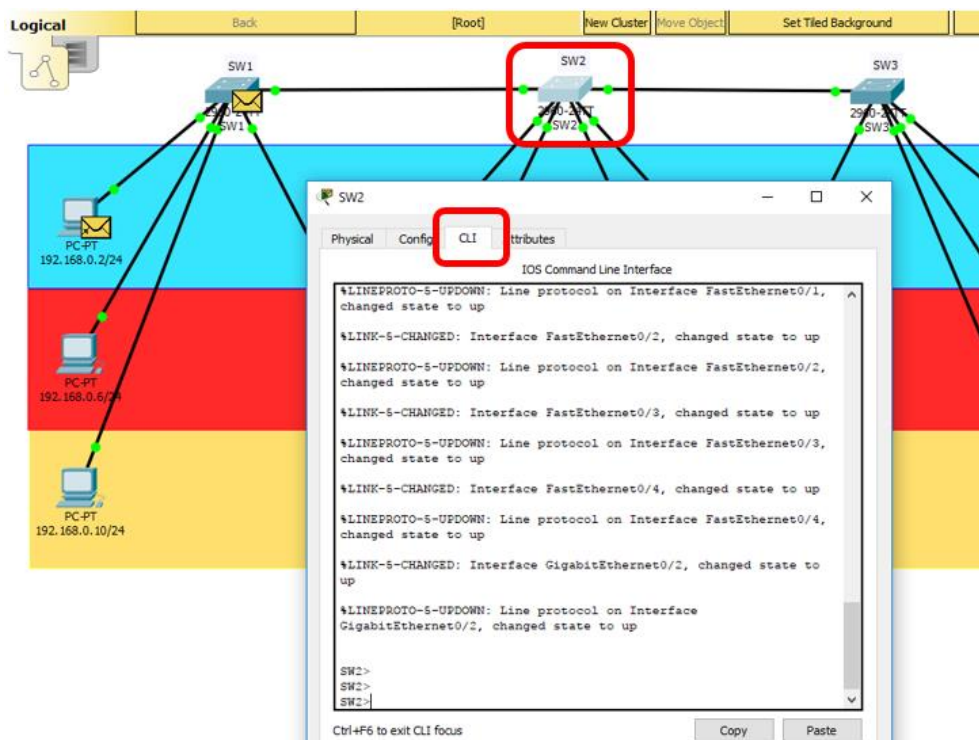 Logical
Back
[Root]
New Cluster
Move Object
Set Tiled Background
SW1
SW2
SW3
SW1
SW2
SW3
PC-PT
192.168.0.2/24
PC-PT
192.168.0.6/24
PC-PT
192.168.0.10/24
SW2
Physical
Config
CLI
IOS Command Line Interface
%LINEPROTO-5-UPDOWN: Line protocol on Interface FastEthernet0/1,
changed state to up
%LINK-5-CHANGED: Interface FastEthernet0/2, changed state to up
%LINEPROTO-5-UPDOWN: Line protocol on Interface FastEthernet0/2,
changed state to up
%LINK-5-CHANGED: Interface FastEthernet0/3, changed state to up
%LINEPROTO-5-UPDOWN: Line protocol on Interface FastEthernet0/3,
changed state to up
%LINK-5-CHANGED: Interface FastEthernet0/4, changed state to up
%LINEPROTO-5-UPDOWN: Line protocol on Interface FastEthernet0/4,
changed state to up
%LINK-5-CHANGED: Interface GigabitEthernet0/2, changed state to
up
%LINEPROTO-5-UPDOWN: Line protocol on Interface
GigabitEthernet0/2, changed state to up
SW2>
SW2>
SW2>
Ctrl+F6 to exit CLI focus
Copy
Paste